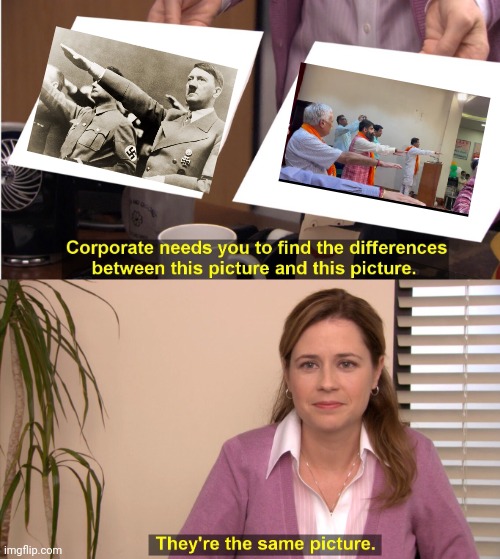 Corporate needs you to find the differences
between this picture and this picture.
They're the same picture.
imgflip.com